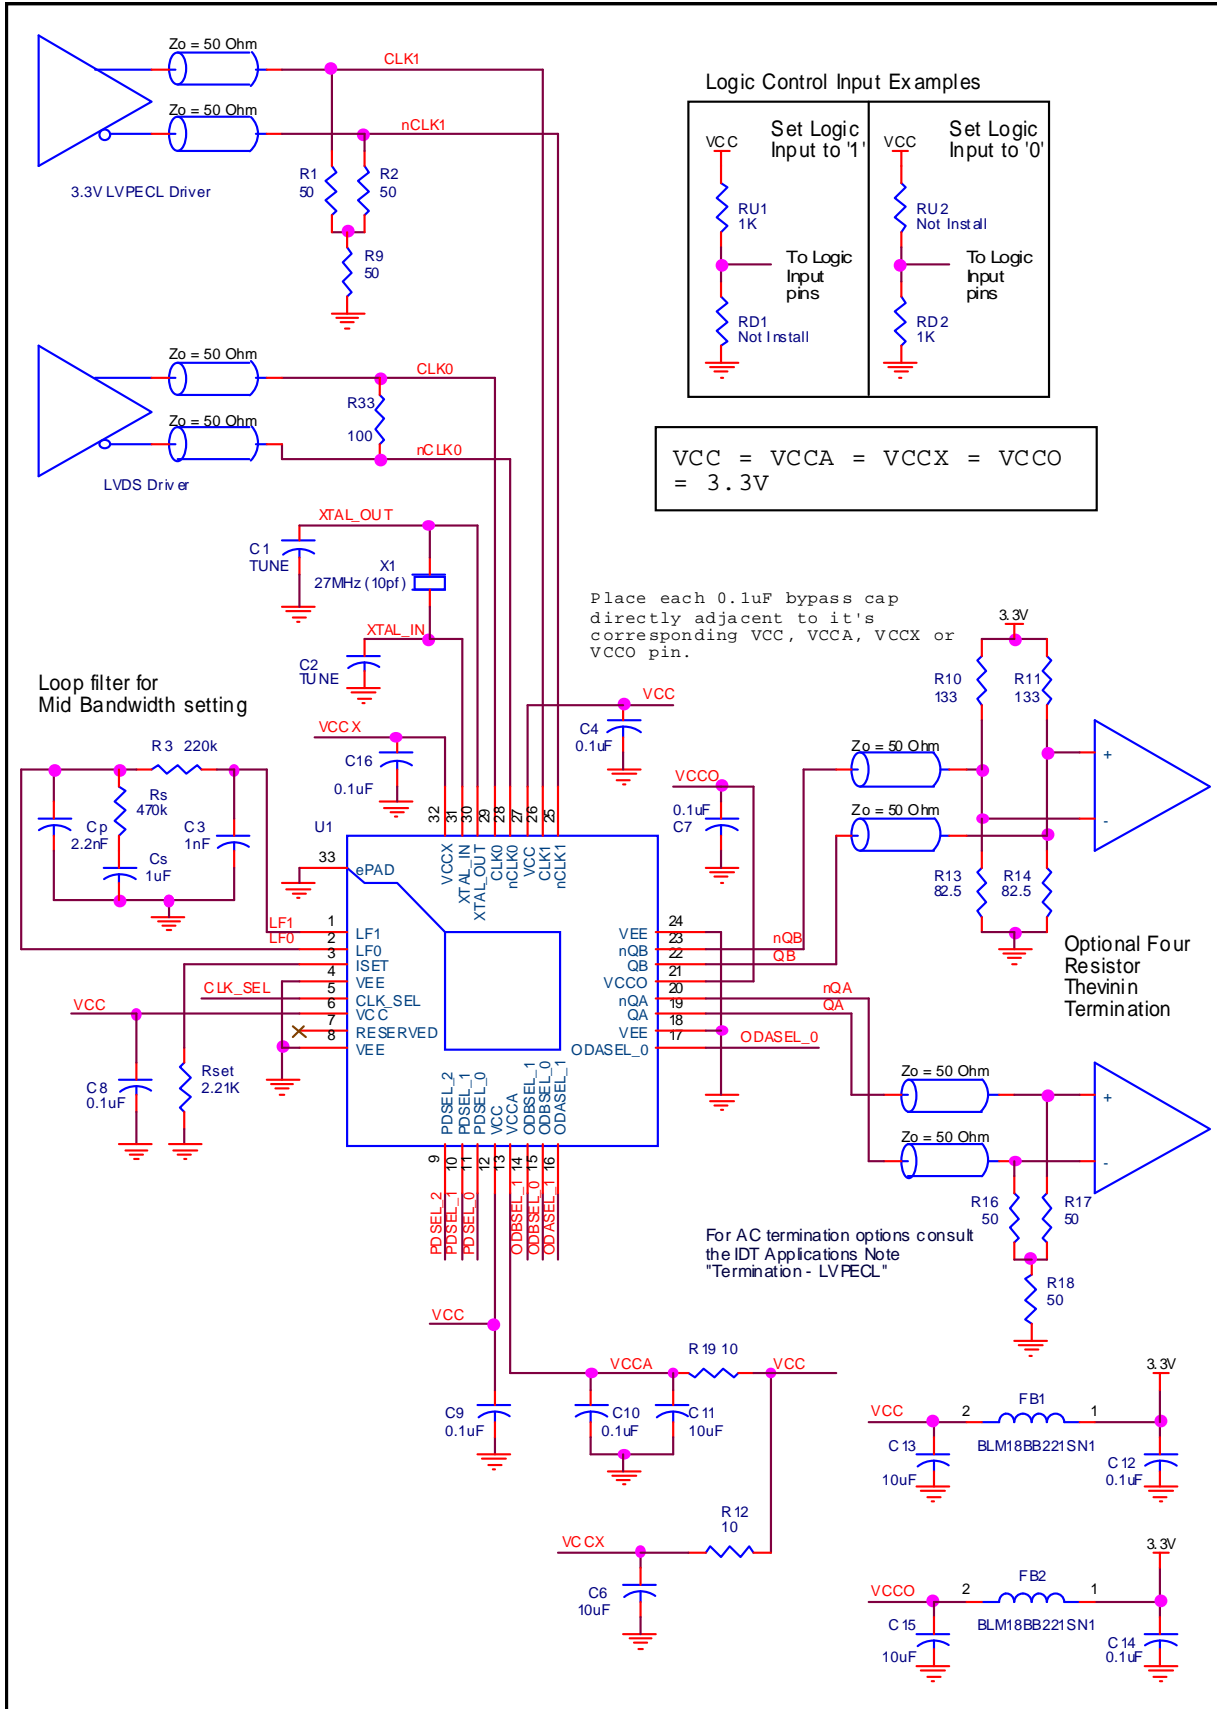 Zo = 50 Ohm
CLK1
Zo = 50 Ohm
nCLK1
R1
50
R2
50
3.3V LVPECL Driver
R9
50
Logic Control Input Examples
Set Logic
Input to '1'
VCC
RU1
1K
To Logic
Input
pins
RD1
Not Install
Set Logic
Input to '0'
VCC
RU2
Not Install
To Logic
Input
pins
RD2
1K
Zo = 50 Ohm
CLK0
R33
100
Zo = 50 Ohm
nCLK0
LVDS Driver
VCC = VCCA = VCCX = VCCO
= 3.3V
XTAL_OUT
C1
TUNE
X1
27MHz (10pf)
XTAL_IN
C2
TUNE
Place each 0.1uF bypass cap
directly adjacent to it's
corresponding VCC, VCCA, VCCX or
VCCO pin.
Loop filter for
Mid Bandwidth setting
R3 220k
Rs
470k
Cp
2.2nF
Cs
1uF
C3
1nF
VCCX
C16
0.1uF
VCC
C4
0.1uF
VCCO
0.1uF
C7
3.3V
R10
133
R11
133
Zo = 50 Ohm
Zo = 50 Ohm
+
-
R13
82.5
R14
82.5
Optional Four
Resistor
Thevinin
Termination
U1
32
31
30
29
28
27
26
25
VCCX
XTAL_IN
XTAL_OUT
CLK0
nCLK0
VCC
CLK1
nCLK1
33
ePAD
LF1
1
LF1
LF0
2
LF0
3
ISET
4
VEE
CLK_SEL
5
CLK_SEL
VCC
6
VCC
7
RESERVED
8
VEE
24
VEE
23
nQB
nQB
22
QB
QB
21
VCCO
20
nQA
nQA
19
QA
QA
18
VEE
17
ODASEL_0
ODASEL_0
C8
0.1uF
Rset
2.21K
PDSEL_2
PDSEL_1
PDSEL_0
VCC
VCCA
ODBSEL_1
ODBSEL_0
ODASEL_1
9
10
11
12
13
14
15
16
PDSEL_2
PDSEL_1
PDSEL_0
ODBSEL_1
ODBSEL_0
ODASEL_1
Zo = 50 Ohm
Zo = 50 Ohm
+
-
R16
50
R17
50
R18
50
For AC termination options consult
the IDT Applications Note
"Termination - LVPECL"
VCC
C9
0.1uF
VCCA
R19 10
VCC
C10
0.1uF
C11
10uF
R12
10
VCCX
C6
10uF
3.3V
VCC
2
FB1
1
BLM18BB221SN1
C13
10uF
C12
0.1uF
3.3V
VCCO
2
FB2
1
BLM18BB221SN1
C15
10uF
C14
0.1uF